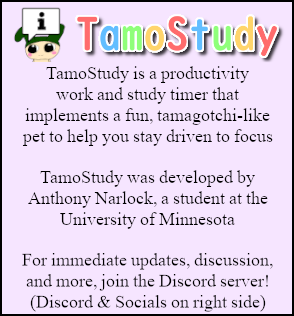 i
TamoStudy
TamoStudy is a productivity
work and study timer that
implements a fun, tamagotchi-like
pet to help you stay driven to focus
TamoStudy was developed by
Anthony Narlock, a student at the
University of Minnesota
For immediate updates, discussion,
and more, join the Discord server!
(Discord & Socials on right side)